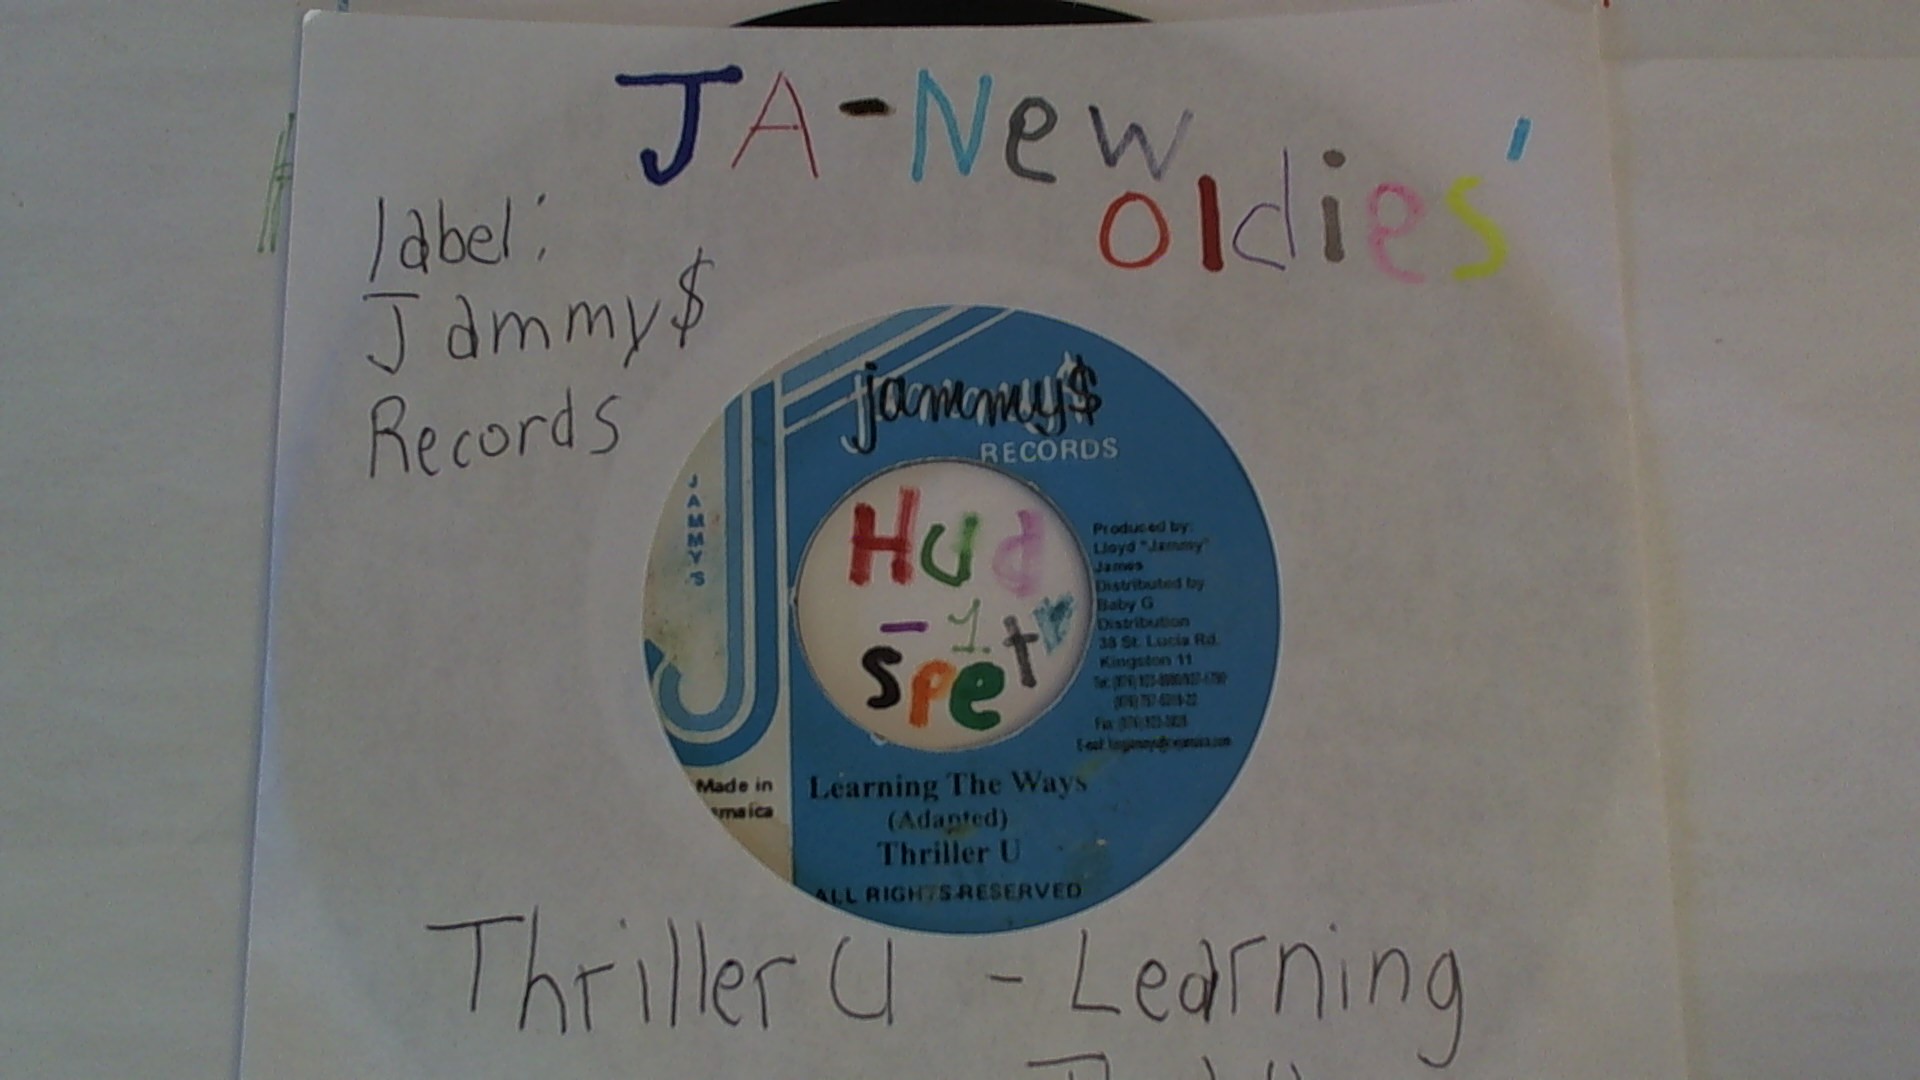 JA-New
oldies'
label:
Jammy$
Records
jammy$
RECORDS
JAMMY'S
Hud
-1
spet
Produced by:
Lloyd "Jammy"
James
Distributed by
Baby G
Distribution
38 St. Lucia Rd.
Kingston 11
Made in
maica
Learning The Ways
(Adapted)
Thriller U
ALL RIGHTS RESERVED
Thriller U - Learning